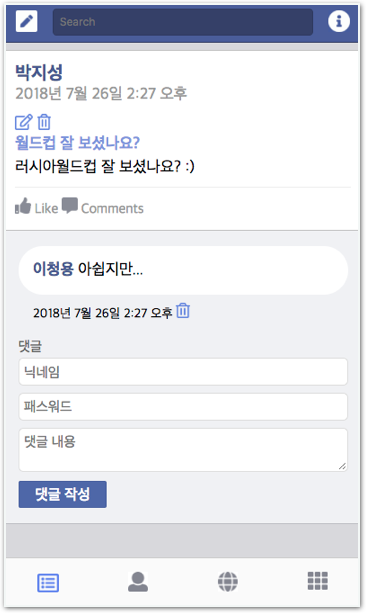 Search
박지성
2018년 7월 26일 2:27 오후
월드컵 잘 보셨나요?
러시아월드컵 잘 보셨나요? :)
Like Comments
이청용 아쉽지만...
2018년 7월 26일 2:27 오후
댓글
닉네임
패스워드
댓글 내용
댓글 작성